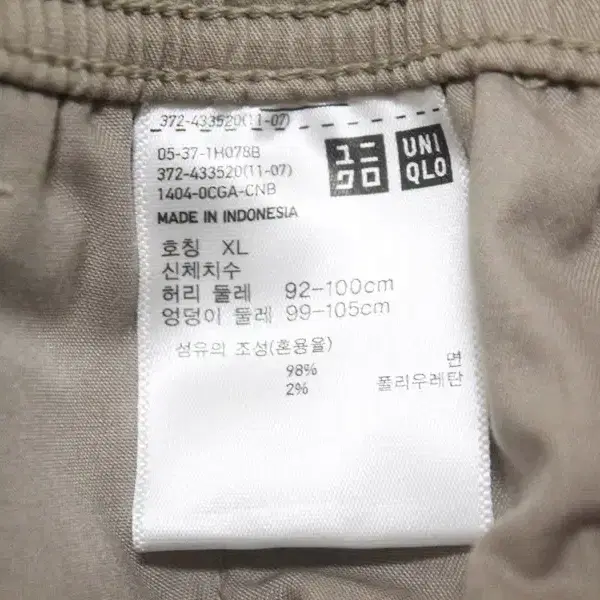 372-433520(11-07)
05-37-1H078B
372-433520(11-07)
1404-0CGA-CNB
MADE IN INDONESIA
ユニ
クロ
UNI
QLO
호칭 XL
신체치수
허리 둘레 92-100cm
엉덩이 둘레 99-105cm
섬유의 조성(혼용율)
98% 면
2% 폴리우레탄